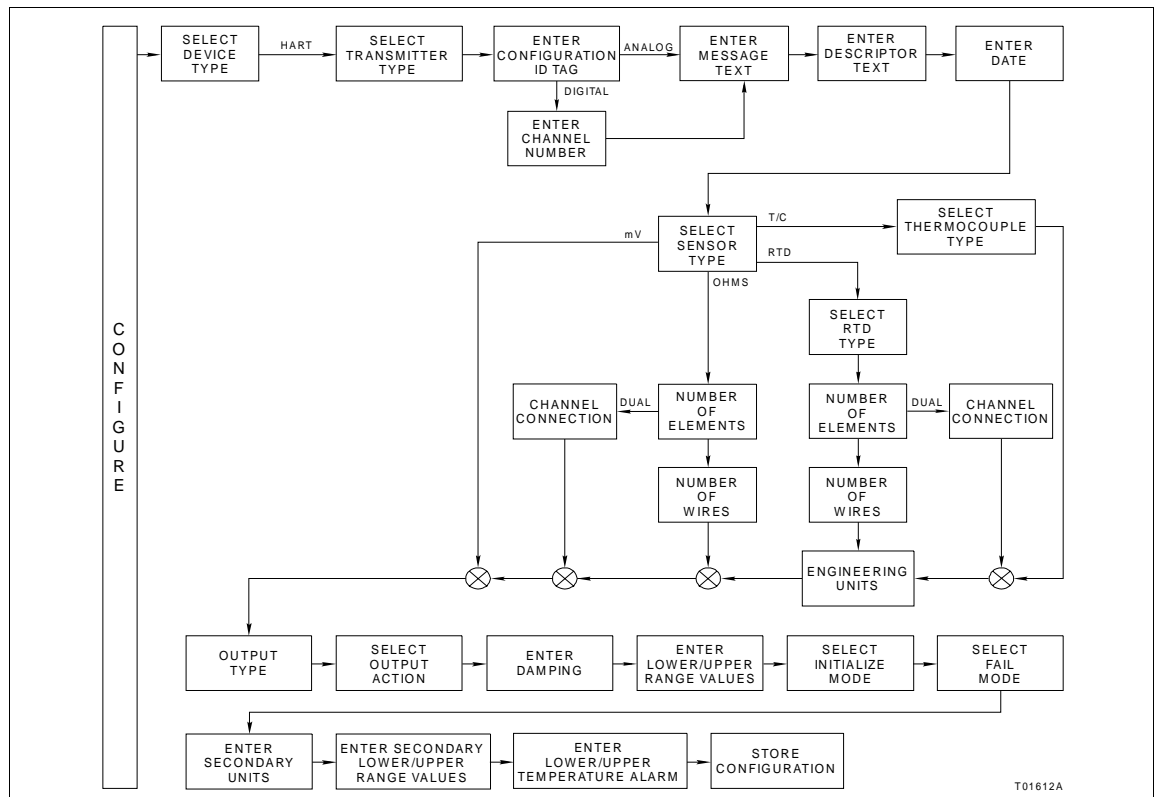 CONFIGURE
SELECT
DEVICE
TYPE
HART
SELECT
TRANSMITTER
TYPE
ENTER
CONFIGURATION
ID TAG
ANALOG
DIGITAL
ENTER
CHANNEL
NUMBER
ENTER
MESSAGE
TEXT
ENTER
DESCRIPTOR
TEXT
ENTER
DATE
SELECT
SENSOR
TYPE
mV
T/C
RTD
OHMS
SELECT
THERMOCOUPLE
TYPE
SELECT
RTD
TYPE
CHANNEL
CONNECTION
DUAL
NUMBER
OF
ELEMENTS
NUMBER
OF
ELEMENTS
DUAL
CHANNEL
CONNECTION
NUMBER
OF
WIRES
NUMBER
OF
WIRES
ENGINEERING
UNITS
OUTPUT
TYPE
SELECT
OUTPUT
ACTION
ENTER
DAMPING
ENTER
LOWER/UPPER
RANGE VALUES
SELECT
INITIALIZE
MODE
SELECT
FAIL
MODE
ENTER
SECONDARY
UNITS
ENTER SECONDARY
LOWER/UPPER
RANGE VALUES
ENTER
LOWER/UPPER
TEMPERATURE ALARM
STORE
CONFIGURATION
T01612A